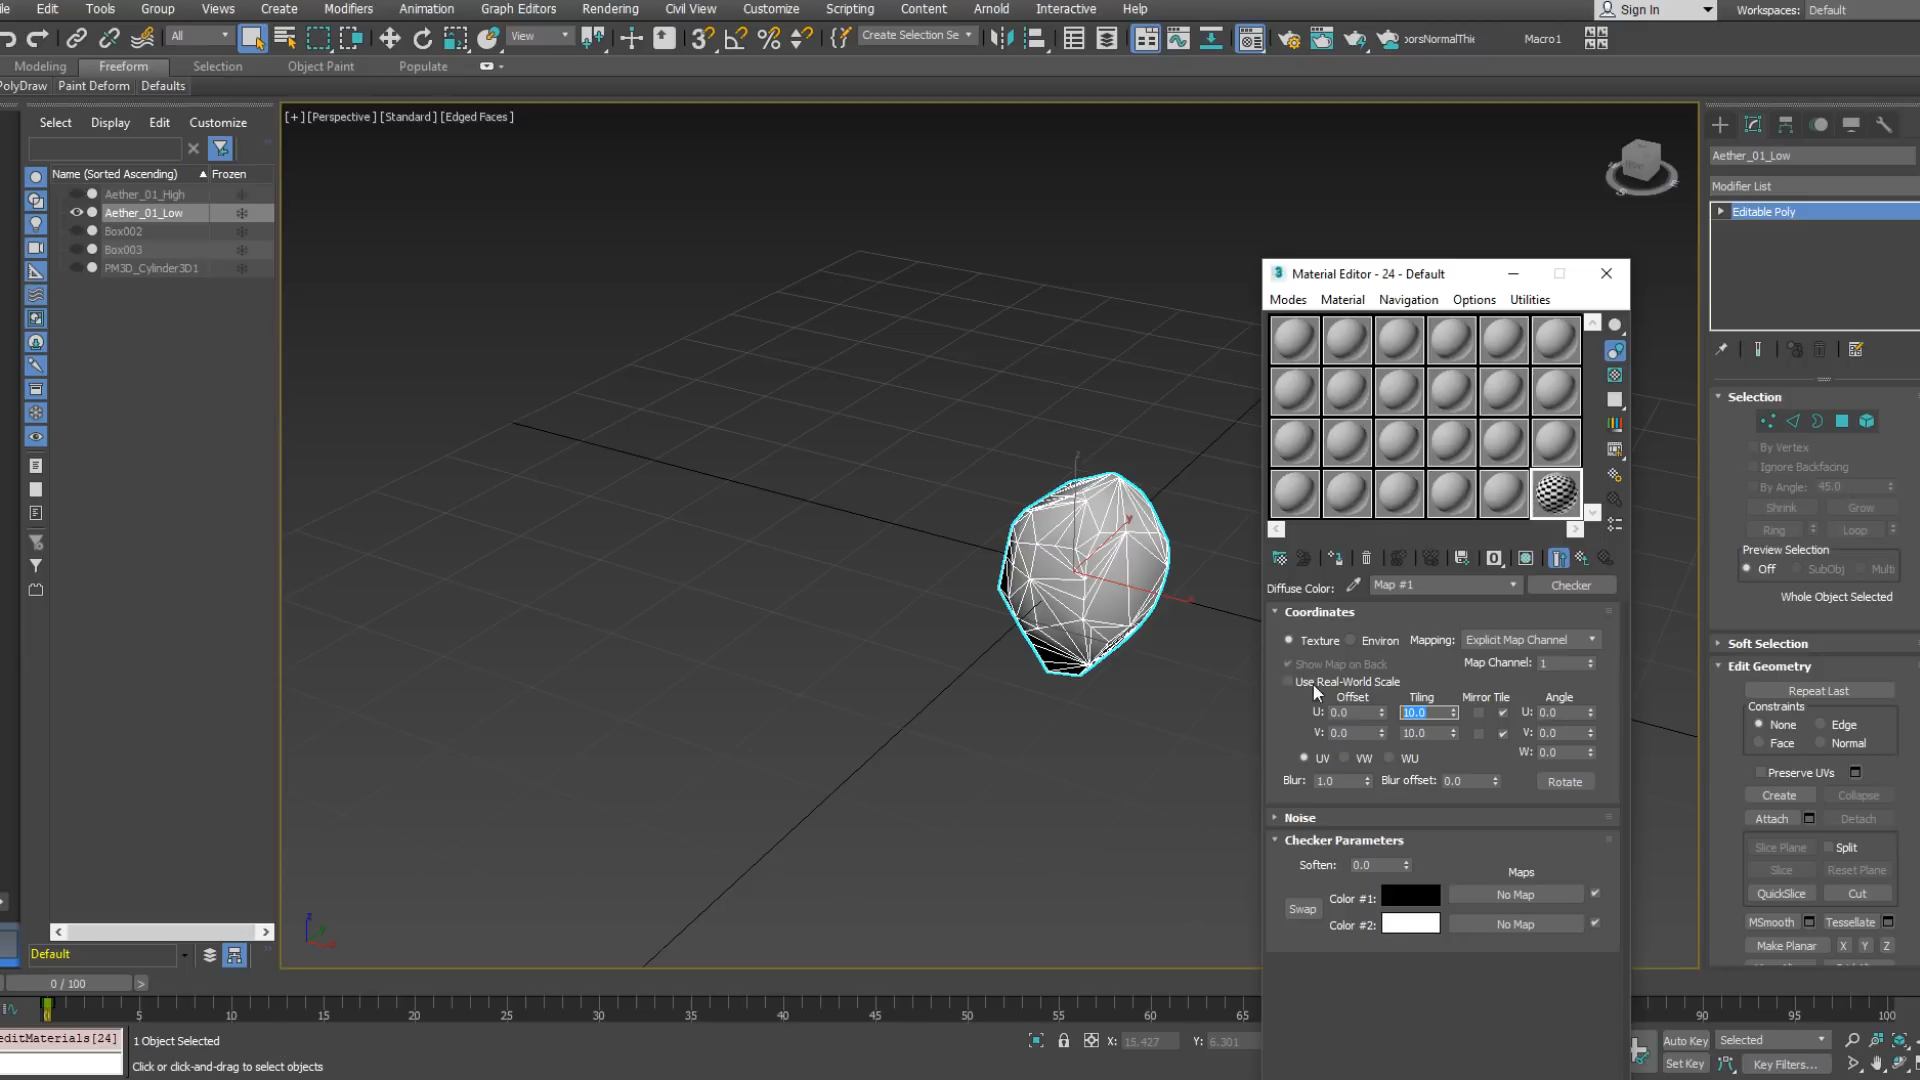 Edit Tools Group Views Create Modifiers Animation Graph Editors Rendering Civil View Customize Scripting Content Arnold Interactive Help
Sign In Workspaces: Default
All View Create Selection Se Macro1
Modeling Freeform Selection Object Paint Populate
PolyDraw Paint Deform Defaults
Select Display Edit Customize
Name (Sorted Ascending) Frozen
Aether_01_High
Aether_01_Low
Box002
Box003
PM3D_Cylinder3D1
[+] [Perspective] [Standard] [Edged Faces]
Aether_01_Low
Modifier List
Editable Poly
3 Material Editor - 24 - Default
Modes Material Navigation Options Utilities
Diffuse Color: Map #1 Checker
Coordinates
Texture Environ Mapping: Explicit Map Channel
Show Map on Back Map Channel: 1
Use Real-World Scale
Offset Tiling Mirror Tile Angle
U: 0.0 10.0 U: 0.0
V: 0.0 10.0 V: 0.0
W: 0.0
UV VW WU
Blur: 1.0 Blur offset: 0.0 Rotate
Noise
Checker Parameters
Soften: 0.0 Maps
Swap Color #1: No Map
Color #2: No Map
Selection
By Vertex
Ignore Backfacing
By Angle: 45.0
Shrink Grow
Ring Loop
Preview Selection
Off SubObj Multi
Whole Object Selected
Soft Selection
Edit Geometry
Repeat Last
Constraints
None Edge
Face Normal
Preserve UVs
Create Collapse
Attach Detach
Slice Plane Split
Slice Reset Plane
QuickSlice Cut
MSmooth Tessellate
Make Planar X Y Z
z x y
Default
0 / 100 >
5 10 15 20 25 30 35 40 45 50 55 60 65 90 95 100
editMaterials[24] 1 Object Selected X: 15.427 Y: 6.301 Auto Key Selected
Click or click-and-drag to select objects Set Key Key Filters...